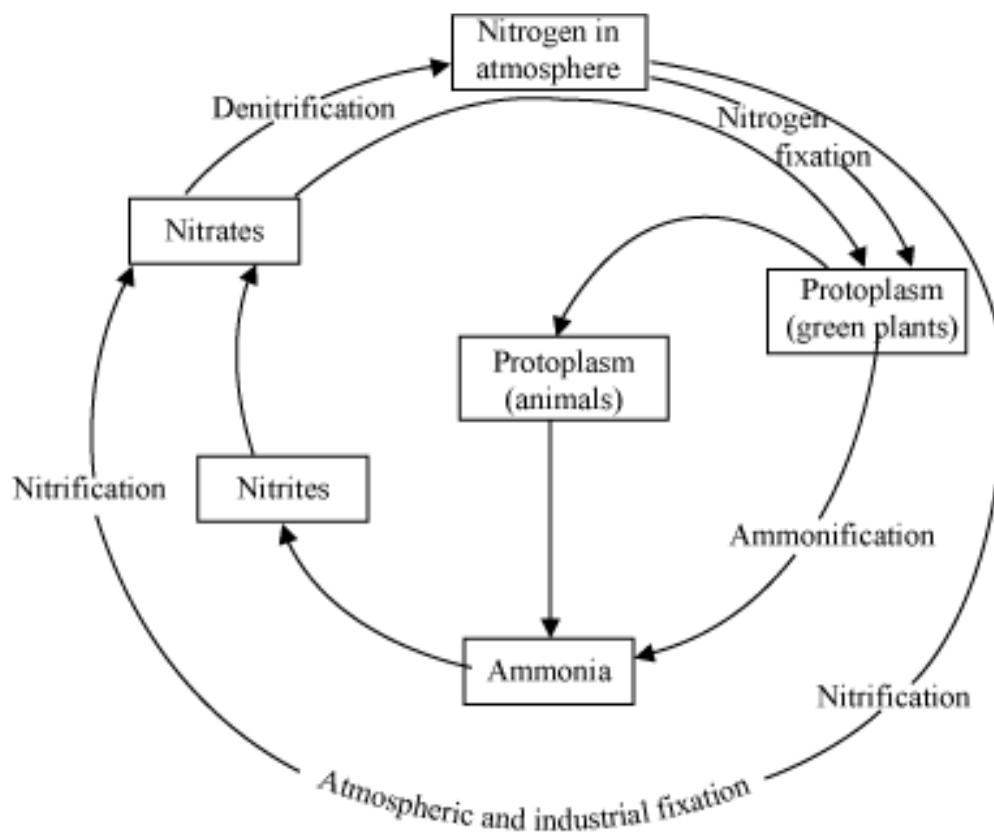 Nitrogen in
atmosphere
Denitrification
Nitrogen
fixation
Nitrates
Protoplasm
(green plants)
Protoplasm
(animals)
Nitrification
Nitrites
Ammonification
Ammonia
Nitrification
Atmospheric and industrial fixation